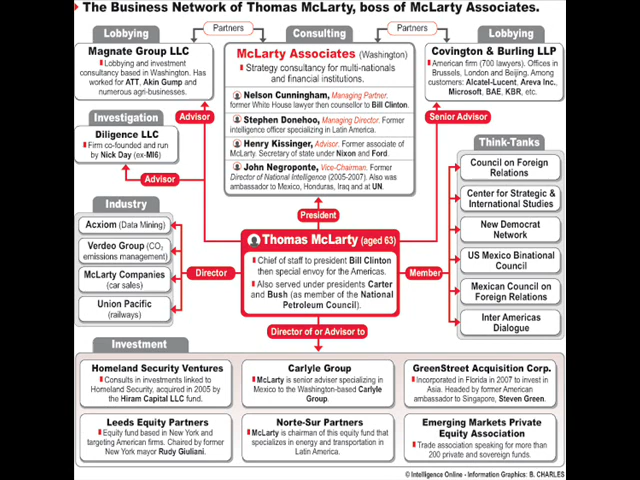 The Business Network of Thomas McLarty, boss of McLarty Associates.
Partners
Partners
Lobbying
Magnate Group LLC
Lobbying and investment
consultancy based in Washington. Has
worked for ATT, Akin Gump and
numerous agri-businesses.
Consulting
McLarty Associates (Washington)
Strategy consultancy for multi-nationals
and financial institutions.
Nelson Cunningham, Managing Partner.
former White House lawyer then counsellor to Bill Clinton.
Stephen Donehoo, Managing Director. Former
intelligence officer specializing in Latin America.
Henry Kissinger, Advisor. Former associate of
McLarty. Secretary of state under Nixon and Ford.
John Negroponte, Vice-Chairman. Former
Director of National Intelligence (2005-2007). Also was
ambassador to Mexico, Honduras, Iraq and at UN.
Lobbying
Covington & Burling LLP
American firm (700 lawyers). Offices in
Brussels, London and Beijing. Among
customers: Alcatel-Lucent, Areva Inc.,
Microsoft, BAE, KBR, etc.
Advisor
Senior Advisor
Investigation
Diligence LLC
Firm co-founded and run
by Nick Day (ex-MI6)
Advisor
Think-Tanks
Council on Foreign
Relations
Center for Strategic &
International Studies
New Democrat
Network
US Mexico Binational
Council
Mexican Council on
Foreign Relations
Inter Americas
Dialogue
Industry
Acxiom (Data Mining)
Verdeo Group (CO2
emissions management)
McLarty Companies
(car sales)
Union Pacific
(railways)
President
Director
Thomas McLarty (aged 63)
Chief of staff to president Bill Clinton
then special envoy for the Americas.
Also served under presidents Carter
and Bush (as member of the National
Petroleum Council).
Member
Director of or Advisor to
Investment
Homeland Security Ventures
Consults in investments linked to
Homeland Security, acquired in 2005 by
the Hiram Capital LLC fund.
Carlyle Group
McLarty is senior adviser specializing in
Mexico to the Washington-based Carlyle
Group.
GreenStreet Acquisition Corp.
Incorporated in Florida in 2007 to invest in
Asia. Headed by former American
ambassador to Singapore, Steven Green.
Leeds Equity Partners
Equity fund based in New York and
targeting American firms. Chaired by former
New York mayor Rudy Giuliani.
Norte-Sur Partners
McLarty is chairman of this equity fund that
specializes in energy and transportation in
Latin America.
Emerging Markets Private
Equity Association
Trade association speaking for more than
200 private and sovereign funds.
© Intelligence Online - Information Graphics: B. CHARLES